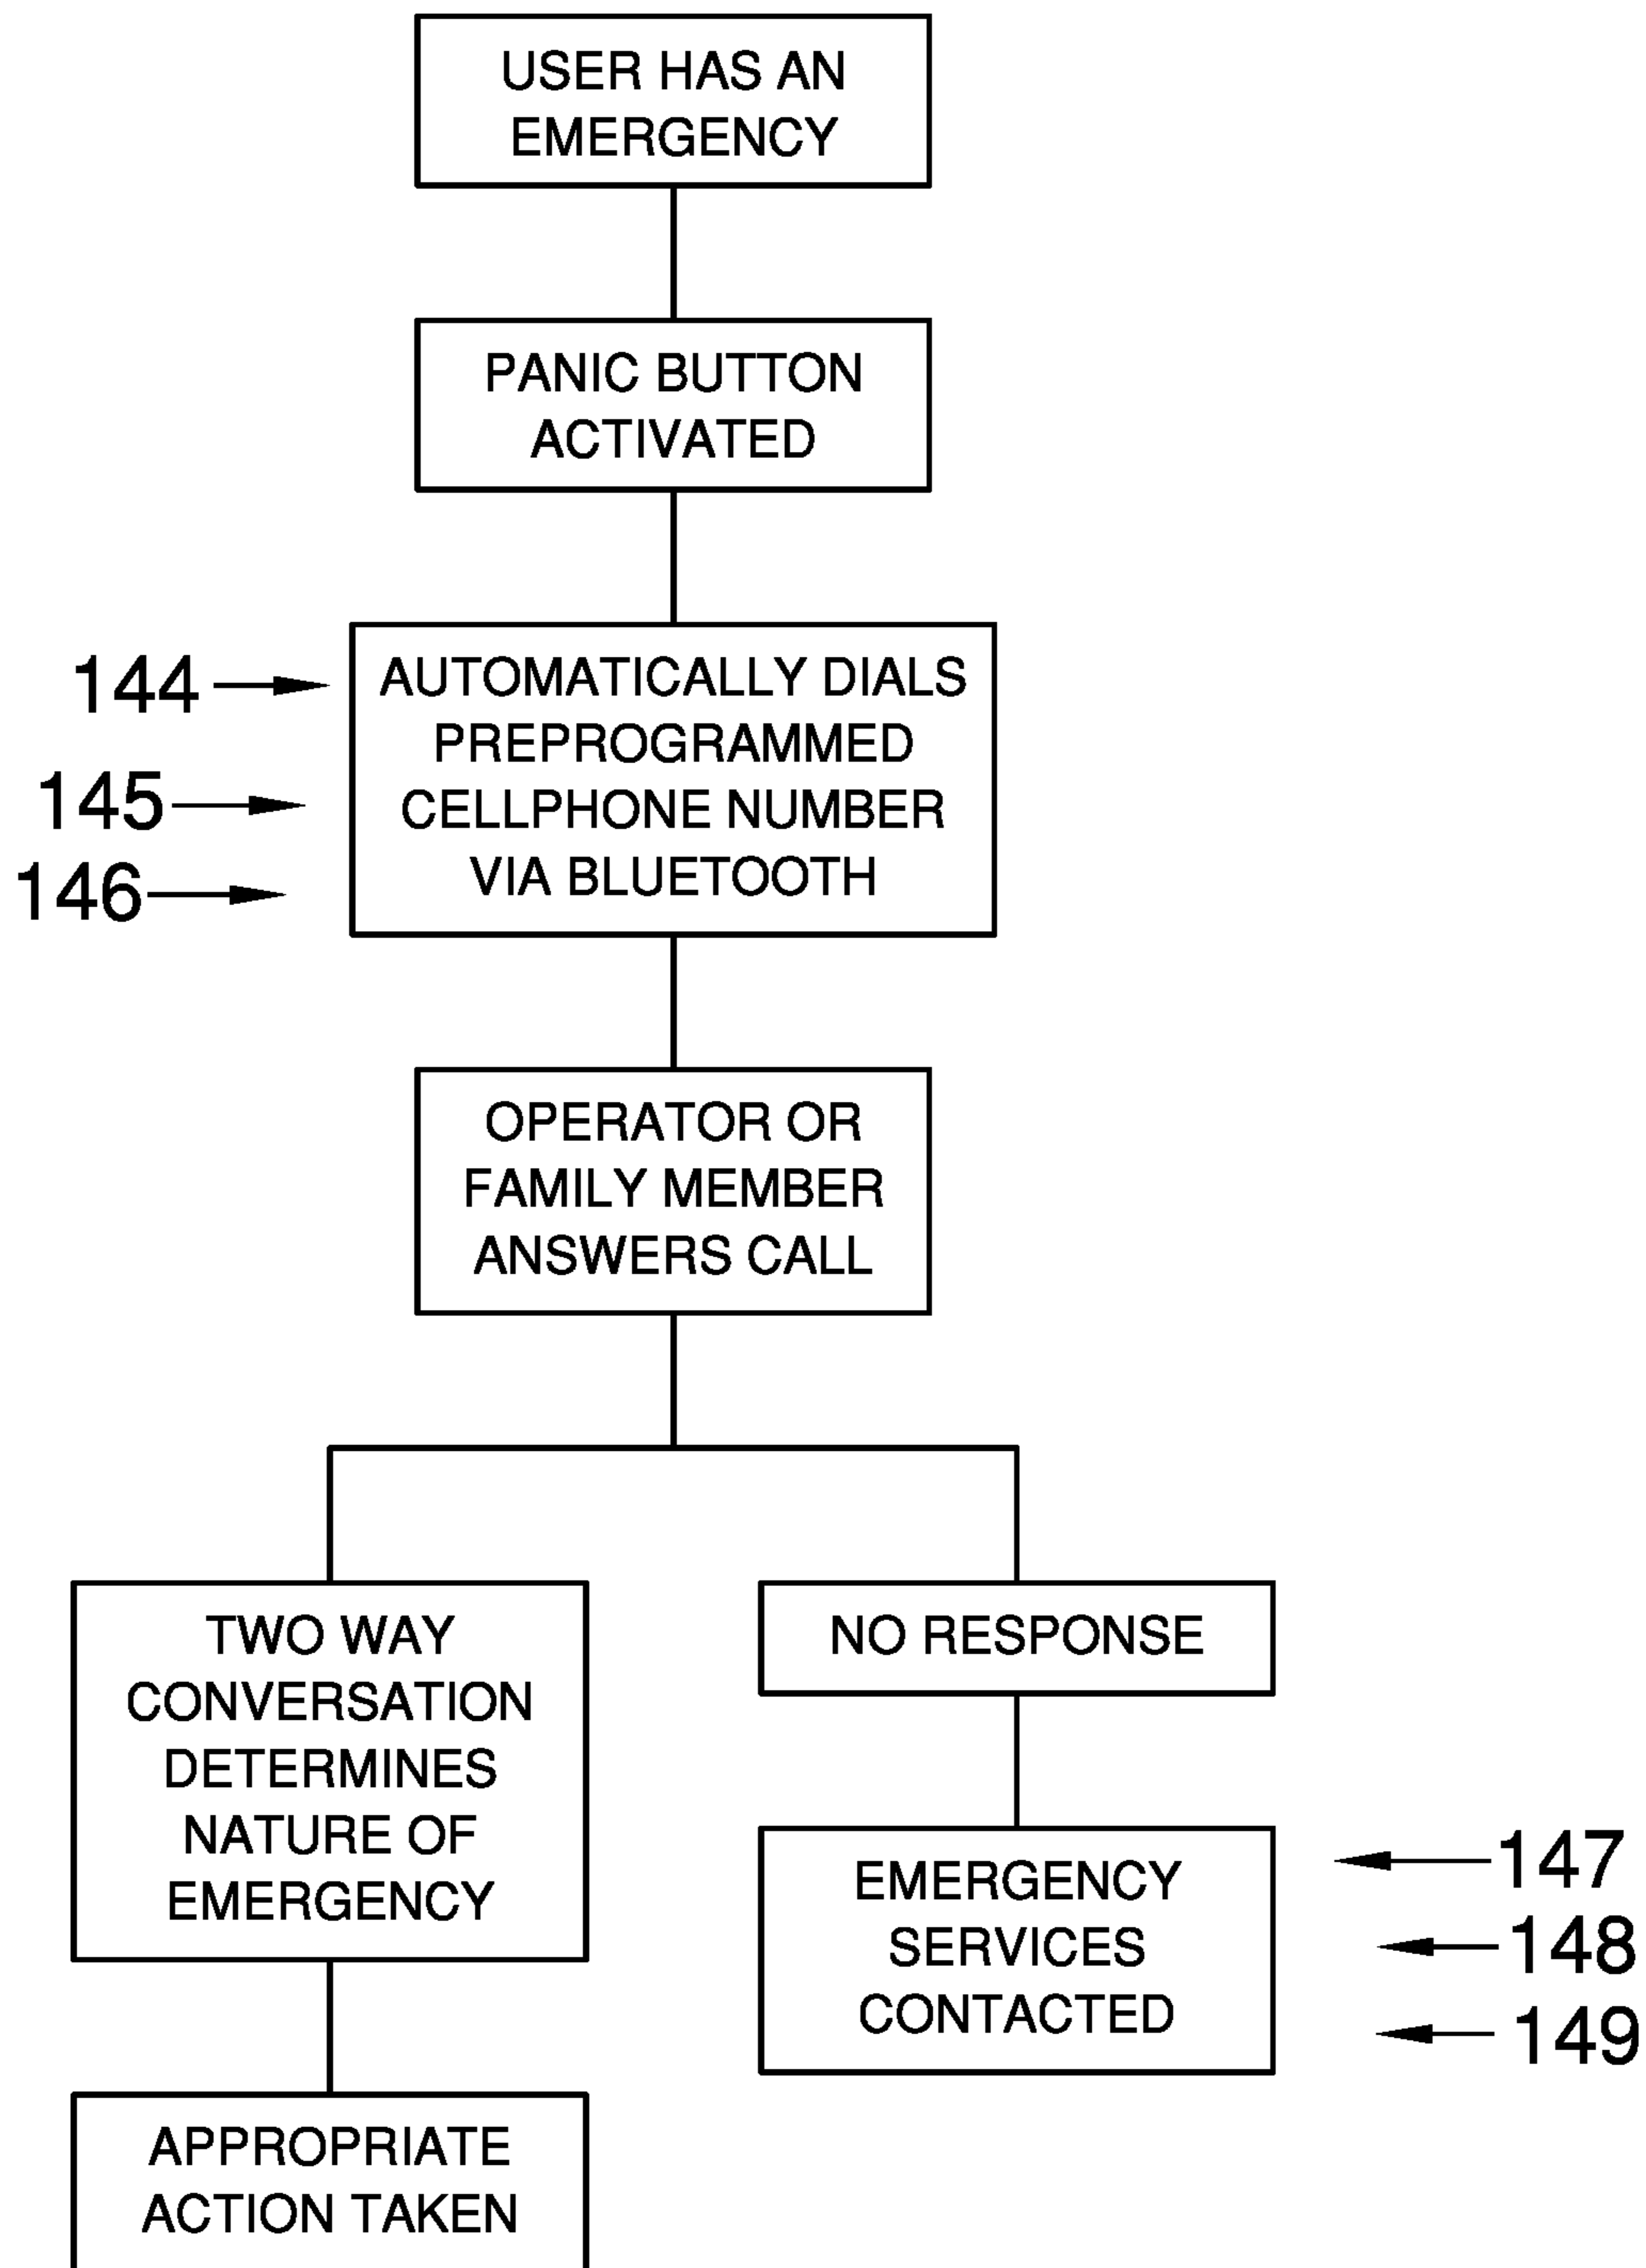 USER HAS AN
EMERGENCY
PANIC BUTTON
ACTIVATED
144
AUTOMATICALLY DIALS
PREPROGRAMMED
145
CELLPHONE NUMBER
146
VIA BLUETOOTH
OPERATOR OR
FAMILY MEMBER
ANSWERS CALL
TWO WAY
CONVERSATION
DETERMINES
NATURE OF
EMERGENCY
APPROPRIATE
ACTION TAKEN
NO RESPONSE
EMERGENCY
SERVICES
CONTACTED
147
148
149